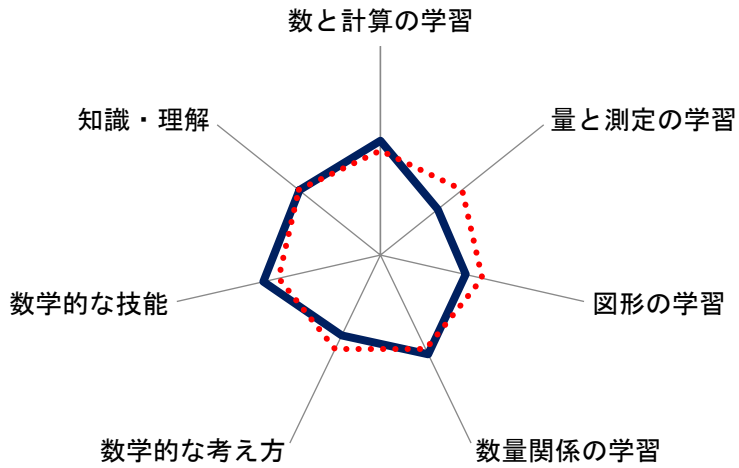 数と計算の学習
知識・理解
量と測定の学習
数学的な技能
図形の学習
数学的な考え方
数量関係の学習